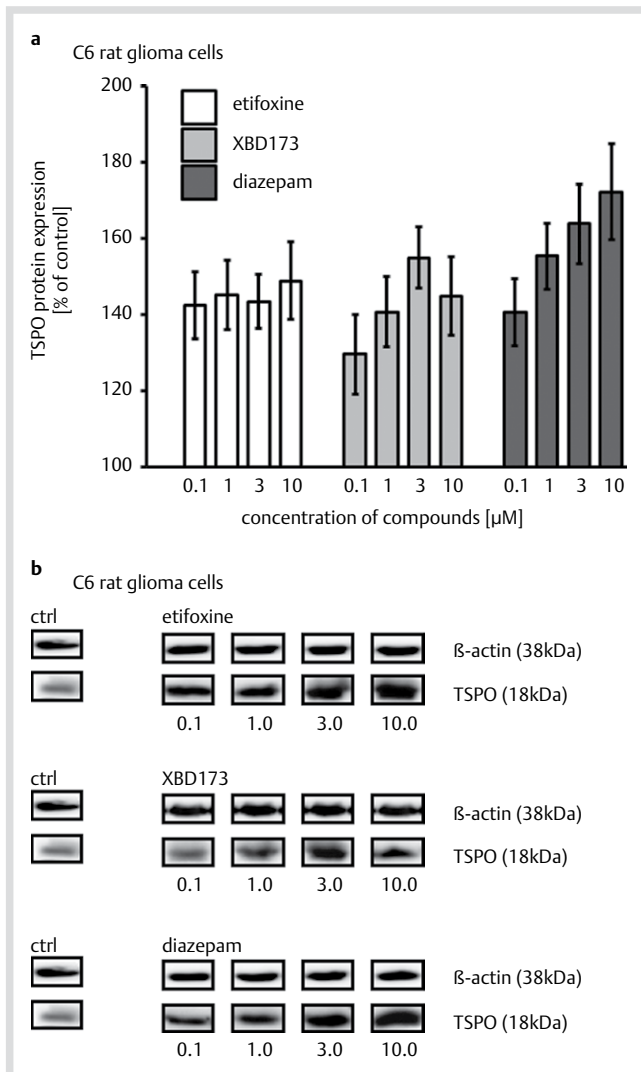 a
C6 rat glioma cells
200
180
160
140
120
100
TSPO protein expression
[% of control]
etifoxine
XBD173
diazepam
0.1 1 3 10 0.1 1 3 10 0.1 1 3 10
concentration of compounds [µM]
b
C6 rat glioma cells
ctrl etifoxine
ß-actin (38kDa)
TSPO (18kDa)
0.1 1.0 3.0 10.0
ctrl XBD173
ß-actin (38kDa)
TSPO (18kDa)
0.1 1.0 3.0 10.0
ctrl diazepam
ß-actin (38kDa)
TSPO (18kDa)
0.1 1.0 3.0 10.0